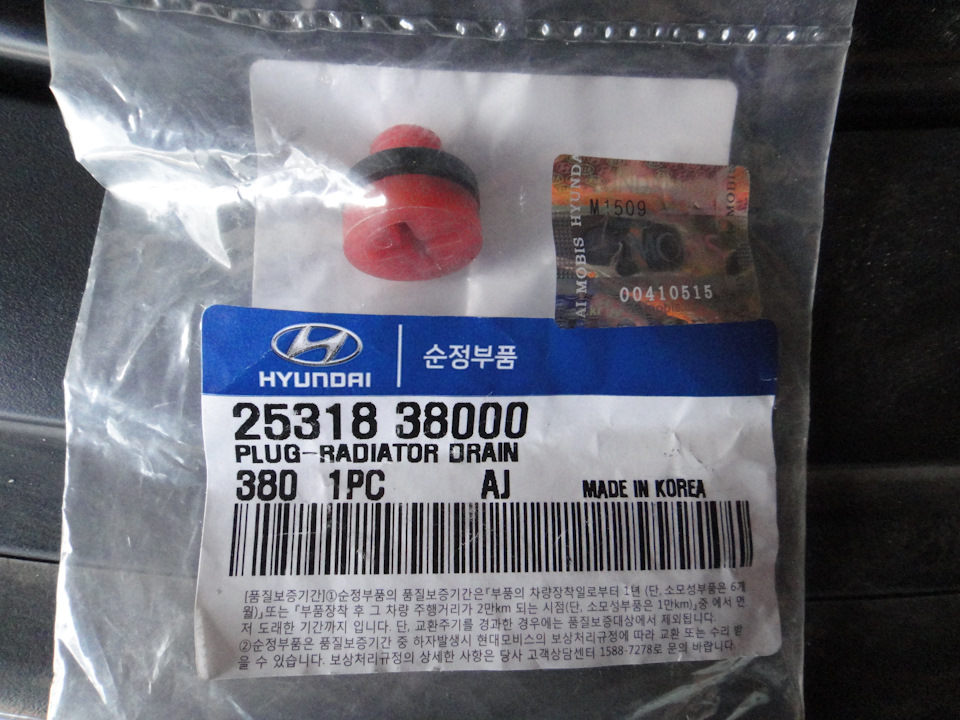 M1509
HYUNDA
AI MOBIS
MOBIS
00410515
HYUNDAI
순정부품
25318 38000
PLUG-RADIATOR DRAIN
380 1PC AJ MADE IN KOREA
[품질보증기간]①순정부품의 품질보증기간은「부품의 차량장착일로부터 1년 (단, 소모성부품은 6개
월)」또는 「부품장착 후 그 차량 주행거리가 2만km 되는 시점(단, 소모성부품은 1만km)」중 에서 먼
저 도래한 기간까지 입니다. 단, 교환주기를 경과한 경우에는 품질보증대상에서 제외됩니다.
②순정부품은 품질보증기간 중 하자발생시 현대모비스의 보상처리규정에 따라 교환 또는 수리 받
을 수 있습니다. 보상처리규정의 상세한 사항은 당사 고객상담센터 1588-7278로 문의 바랍니다.